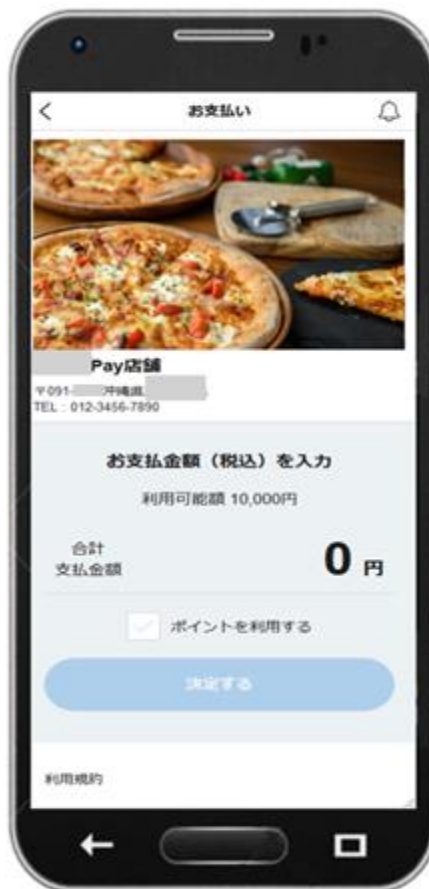 お支払い
Pay店舗
〒091-
TEL：012-3456-7890
お支払金額（税込）を入力
利用可能額 10,000円
合計
支払金額
0 円
ポイントを利用する
決定する
利用規約